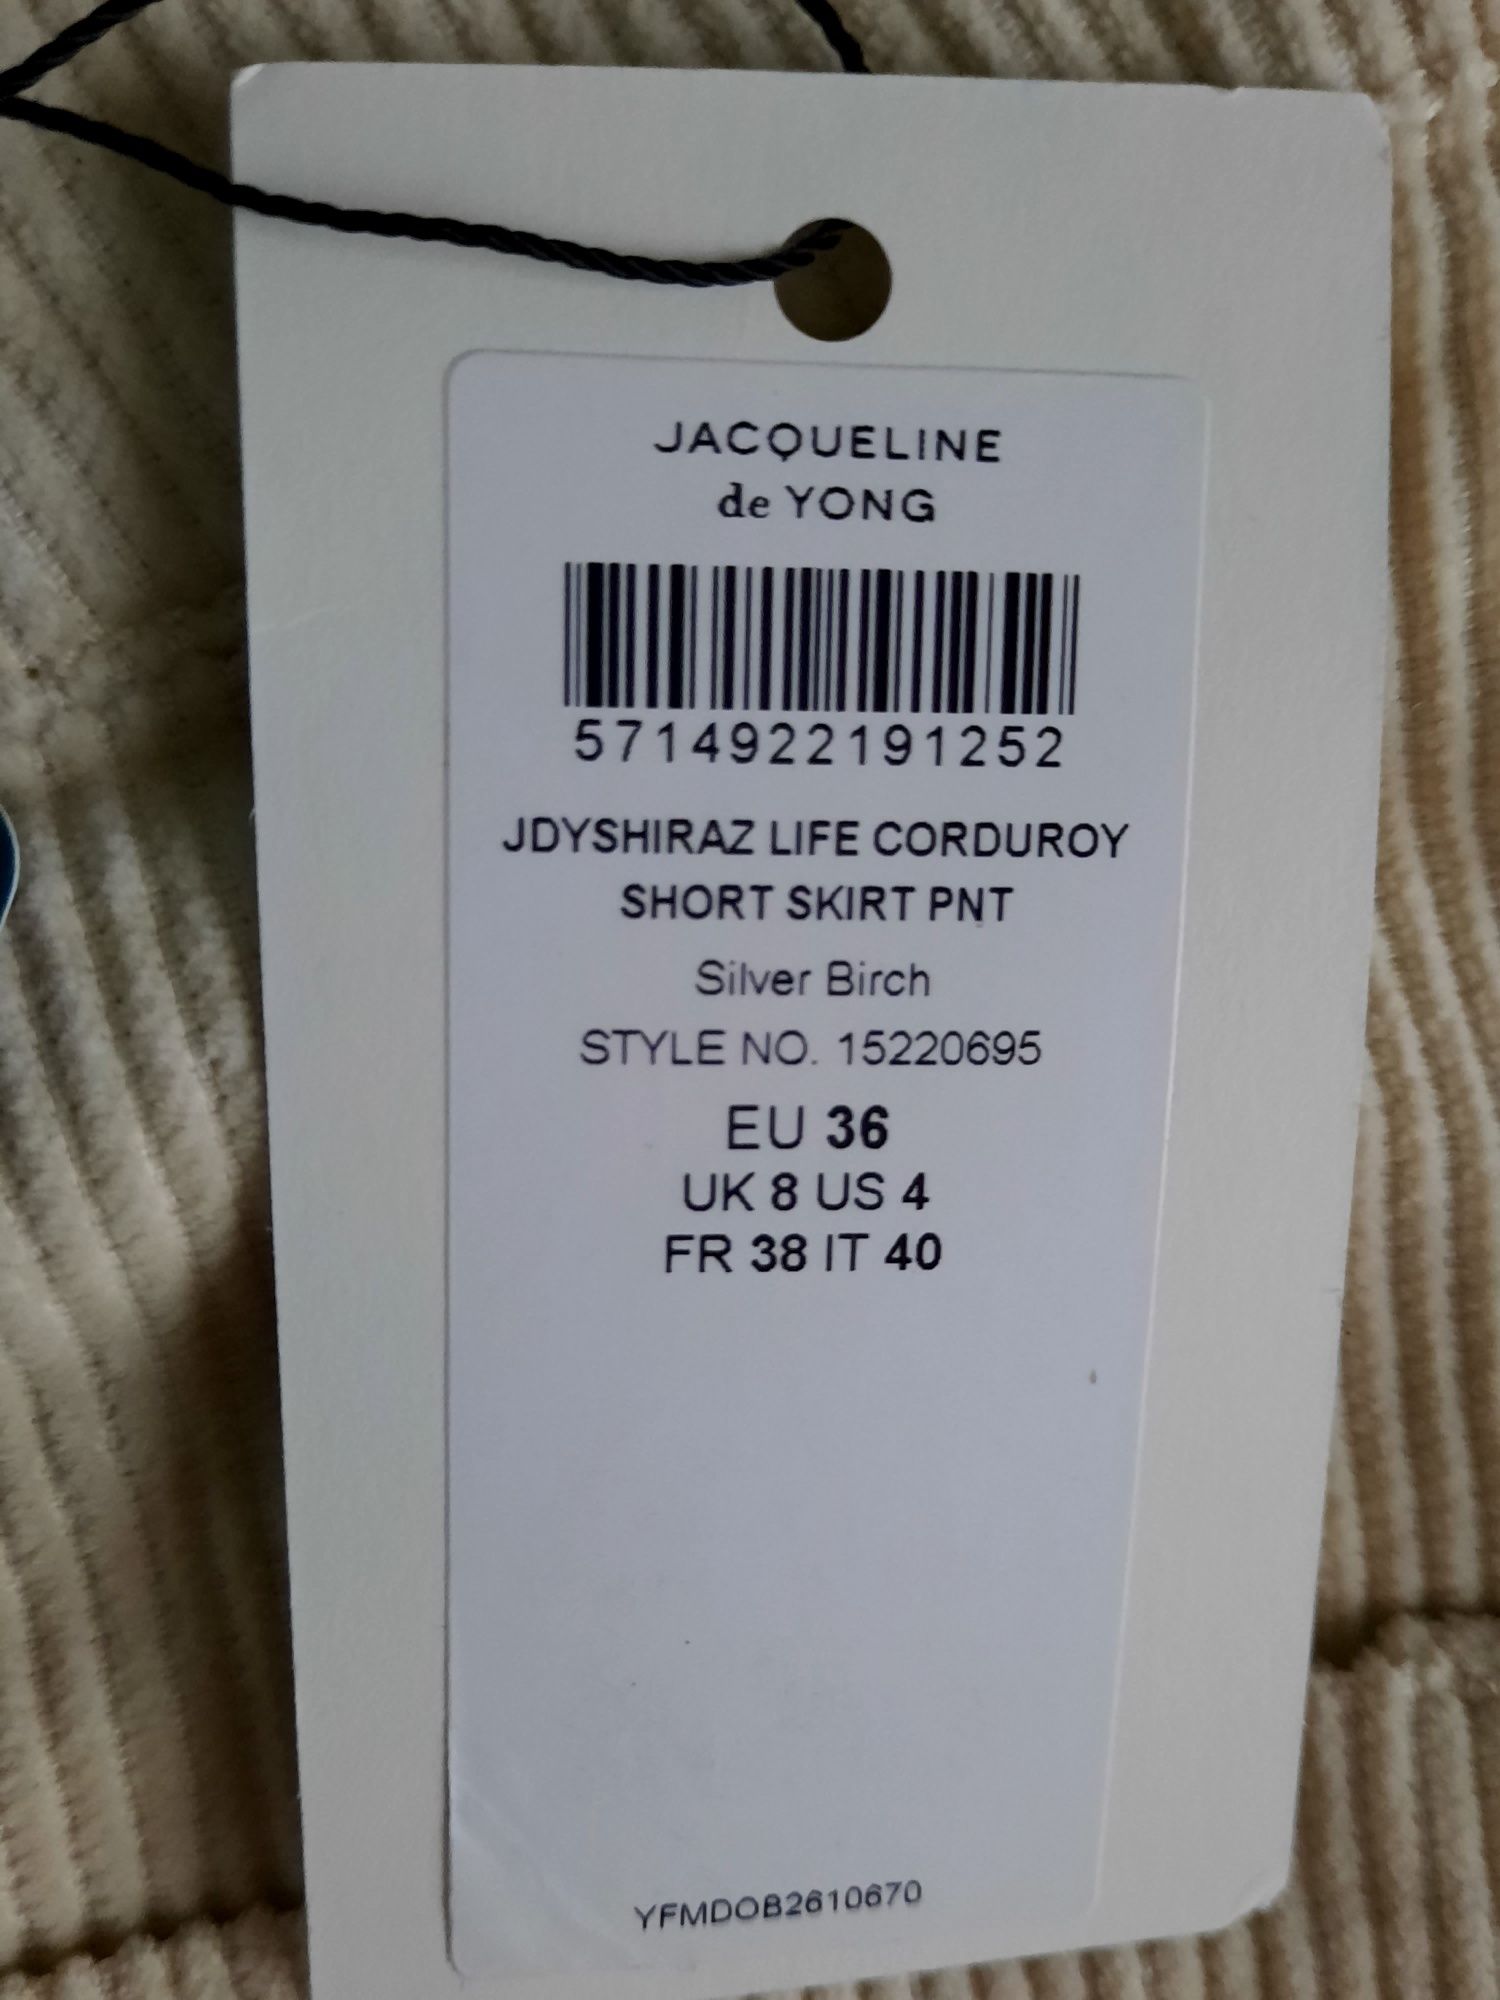 JACQUELINE
de YONG
5714922191252
JDYSHIRAZ LIFE CORDUROY
SHORT SKIRT PNT
Silver Birch
STYLE NO. 15220695
EU 36
UK 8 US 4
FR 38 IT 40
YFMDOB2610670